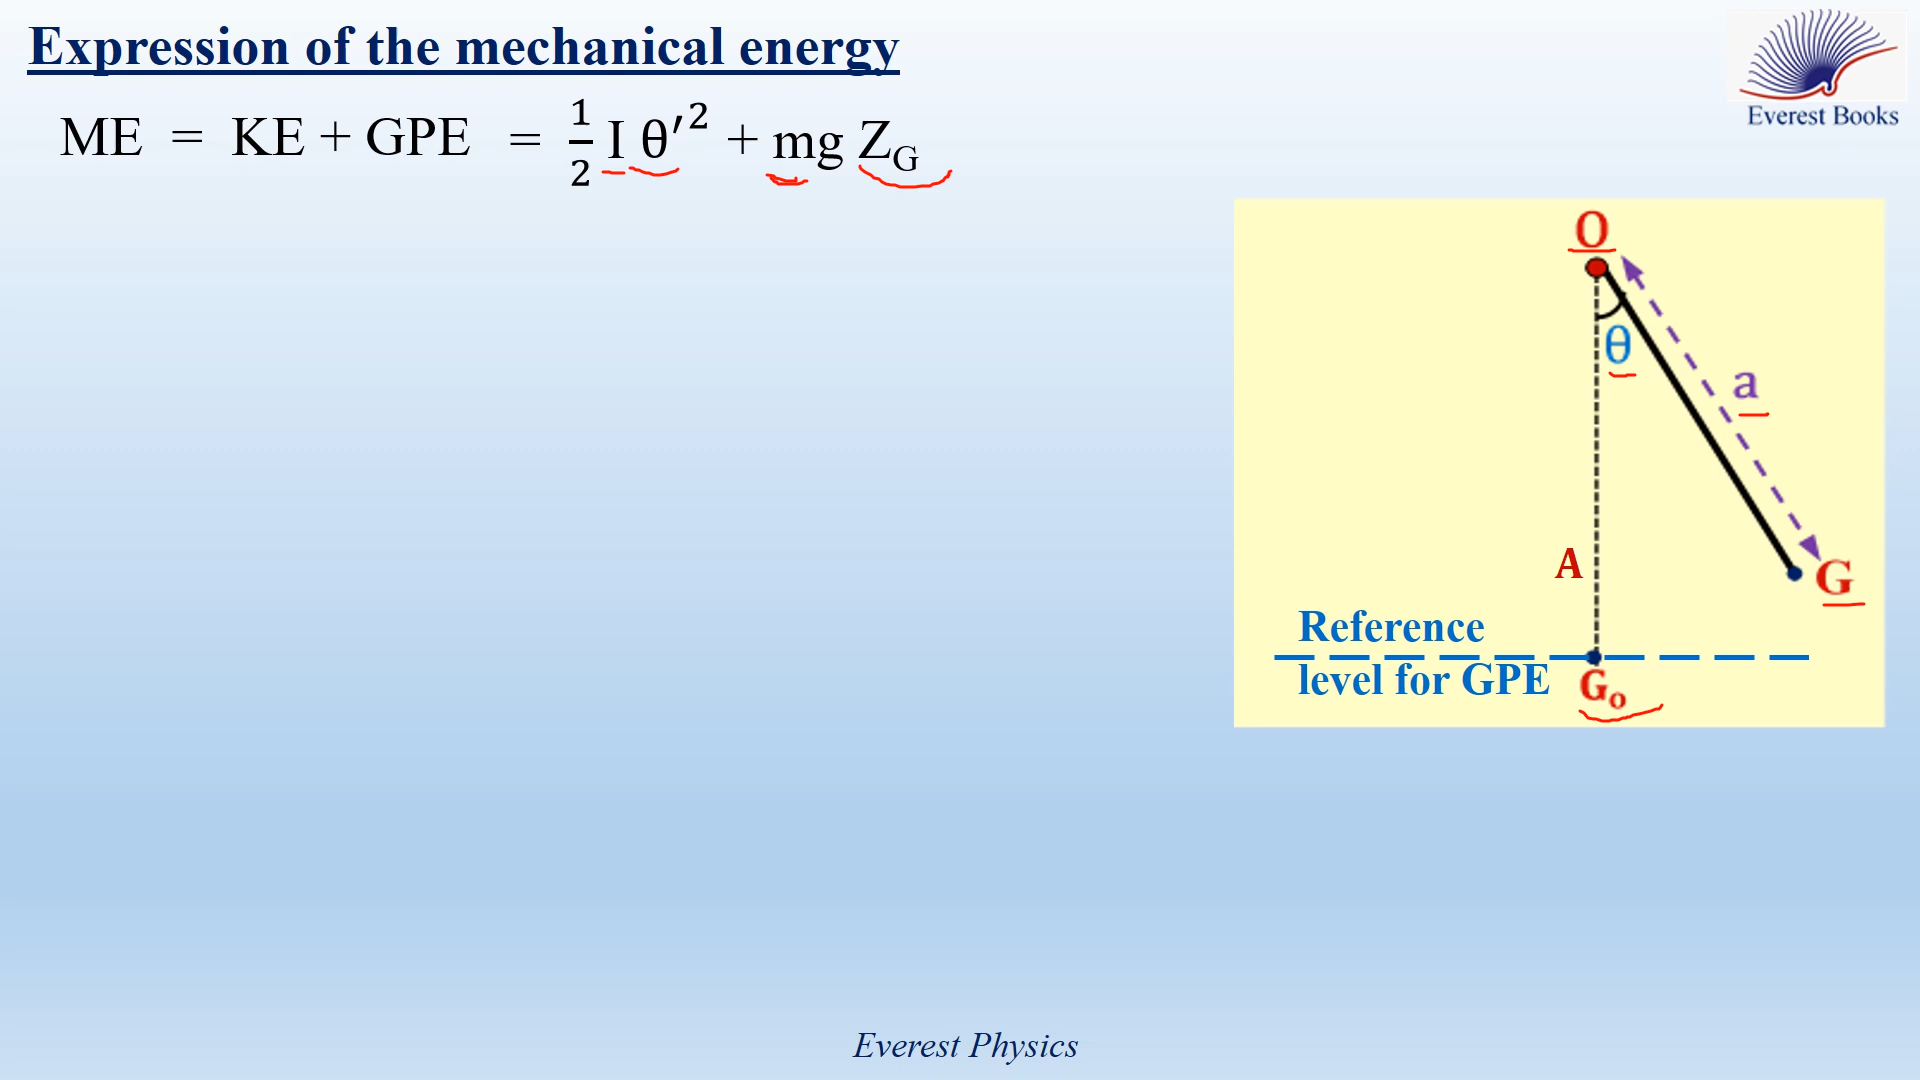 Expression of the mechanical energy
Everest Books
ME = KE + GPE = ½ I θ′² + mg Z_G
O
θ
a
A
G
Reference
level for GPE
G₀
Everest Physics